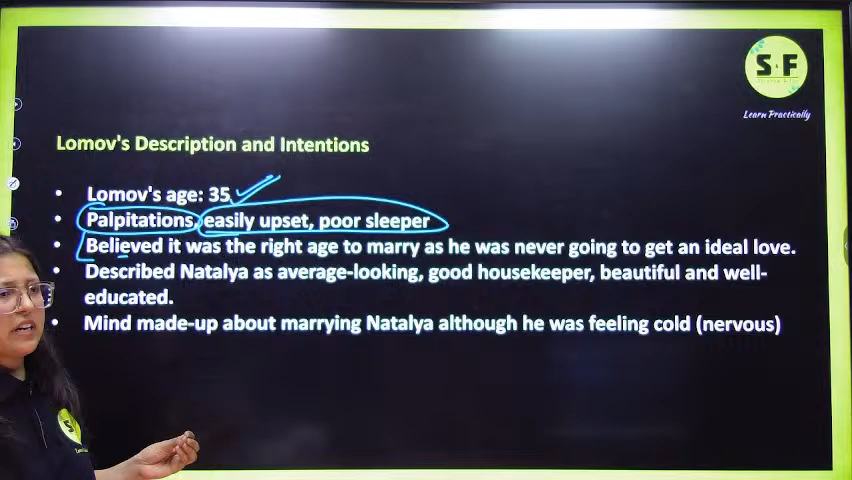 S&F
Learn Practically
Lomov's Description and Intentions
• Lomov's age: 35
• Palpitations, easily upset, poor sleeper
• Believed it was the right age to marry as he was never going to get an ideal love.
• Described Natalya as average-looking, good housekeeper, beautiful and well-
educated.
• Mind made-up about marrying Natalya although he was feeling cold (nervous)